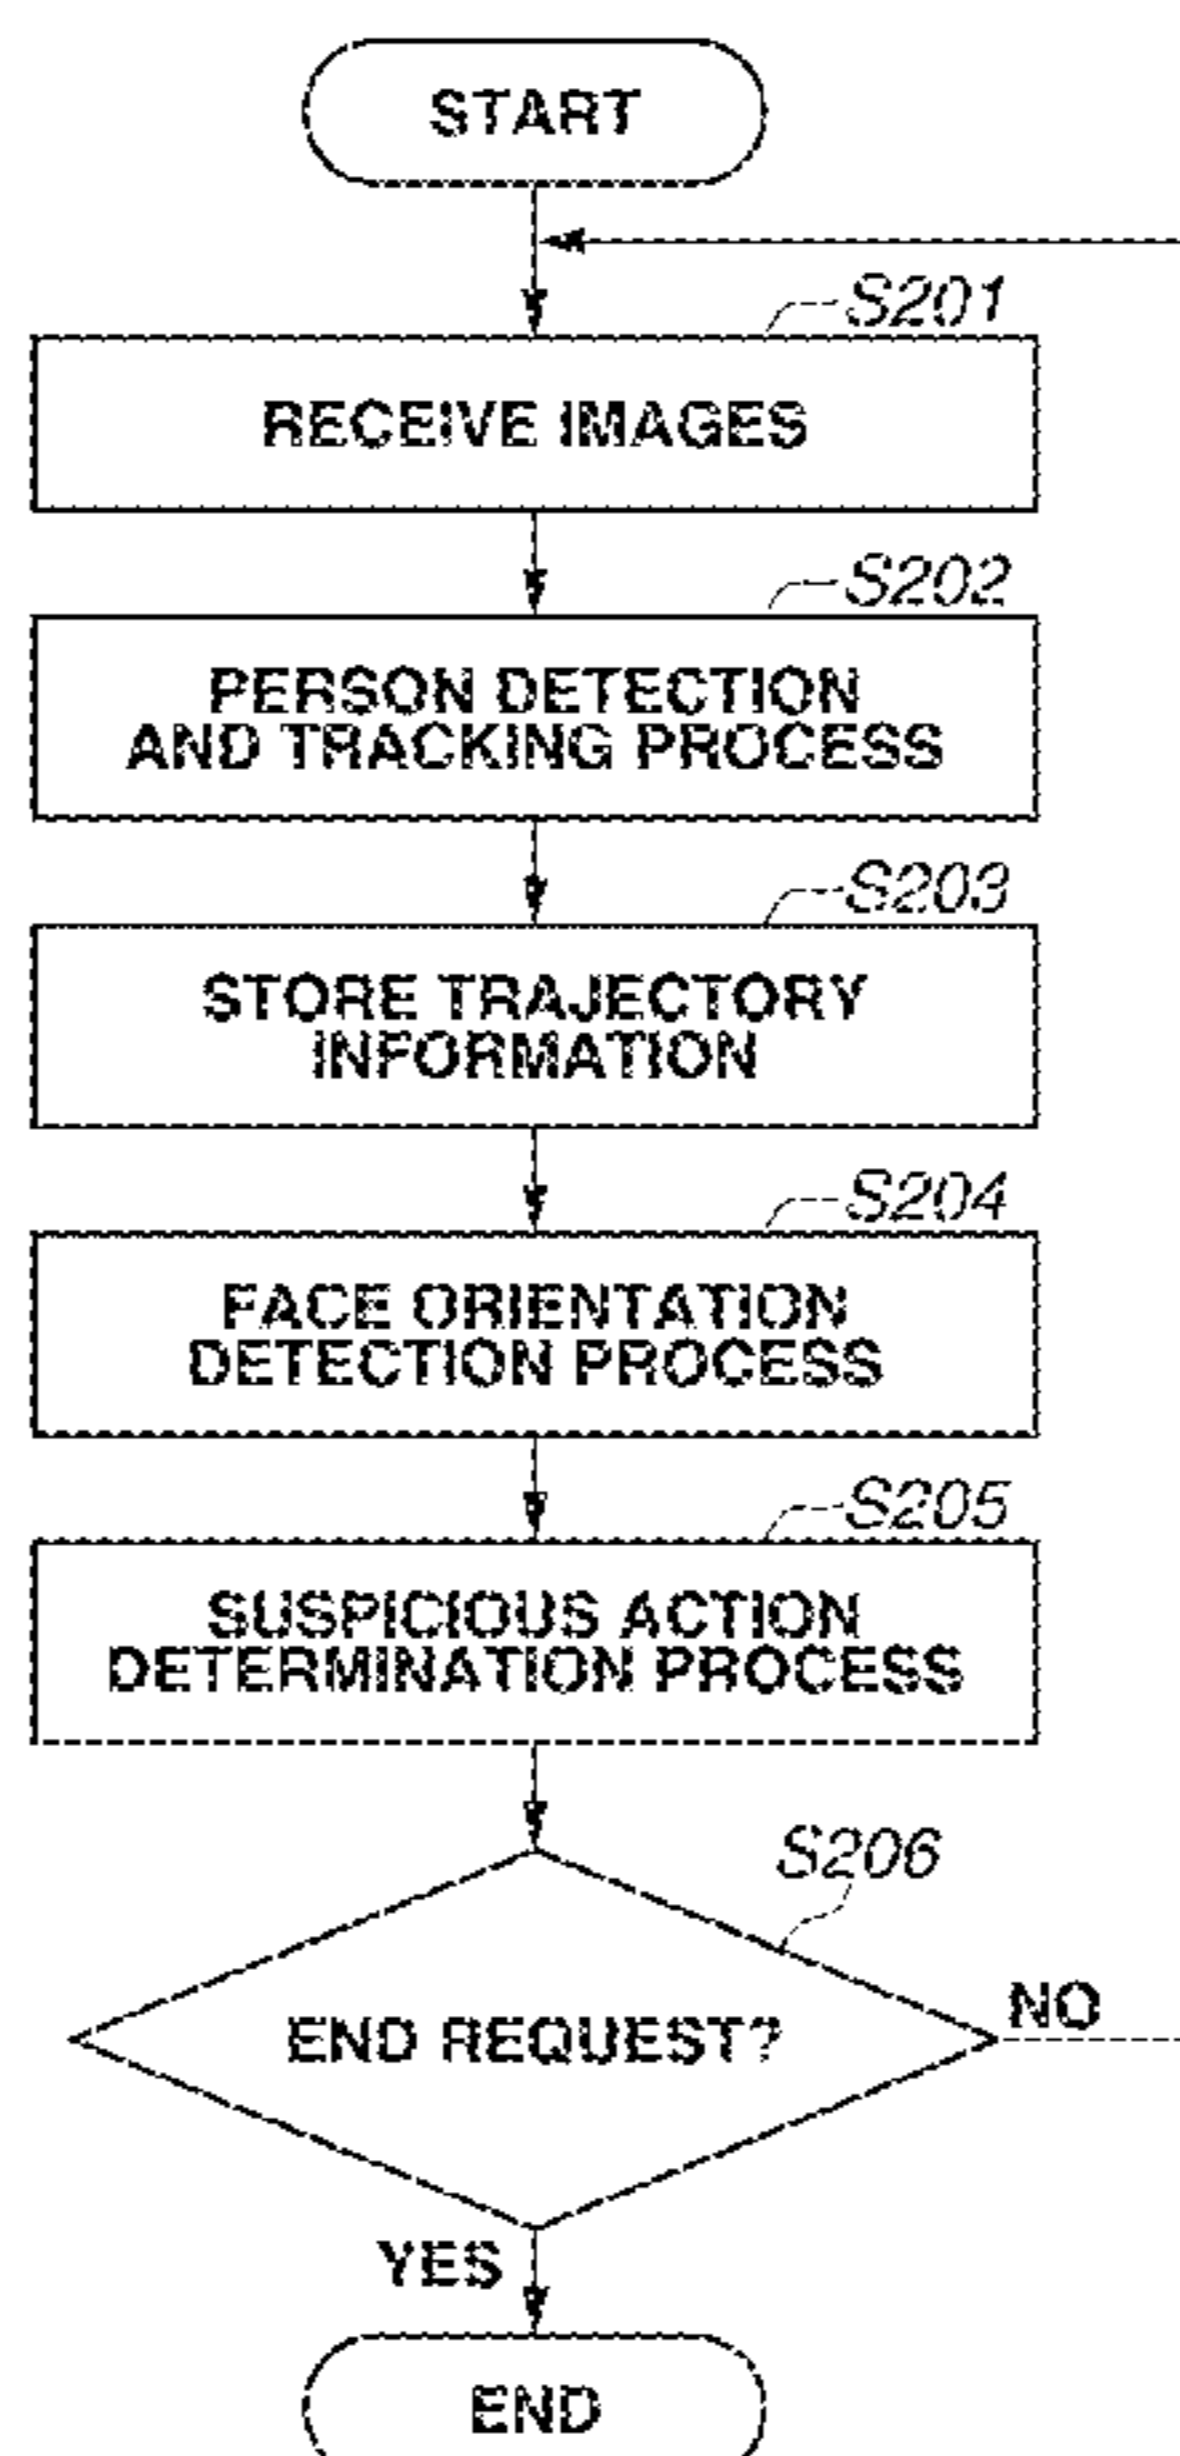 START
S201
RECEIVE IMAGES
S202
PERSON DETECTION
AND TRACKING PROCESS
S203
STORE TRAJECTORY
INFORMATION
S204
FACE ORIENTATION
DETECTION PROCESS
S205
SUSPICIOUS ACTION
DETERMINATION PROCESS
S206
END REQUEST?
NO
YES
END